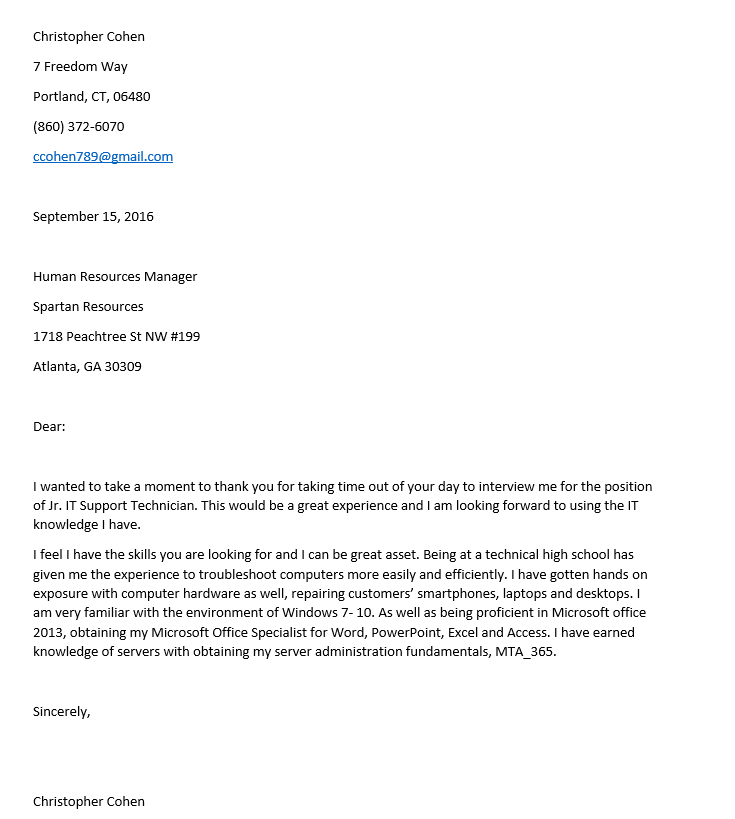 Christopher Cohen
7 Freedom Way
Portland, CT, 06480
(860) 372-6070
ccohen789@gmail.com
September 15, 2016
Human Resources Manager
Spartan Resources
1718 Peachtree St NW #199
Atlanta, GA 30309
Dear:
I wanted to take a moment to thank you for taking time out of your day to interview me for the position
of Jr. IT Support Technician. This would be a great experience and I am looking forward to using the IT
knowledge I have.
I feel I have the skills you are looking for and I can be great asset. Being at a technical high school has
given me the experience to troubleshoot computers more easily and efficiently. I have gotten hands on
exposure with computer hardware as well, repairing customers’ smartphones, laptops and desktops. I
am very familiar with the environment of Windows 7- 10. As well as being proficient in Microsoft office
2013, obtaining my Microsoft Office Specialist for Word, PowerPoint, Excel and Access. I have earned
knowledge of servers with obtaining my server administration fundamentals, MTA_365.
Sincerely,
Christopher Cohen